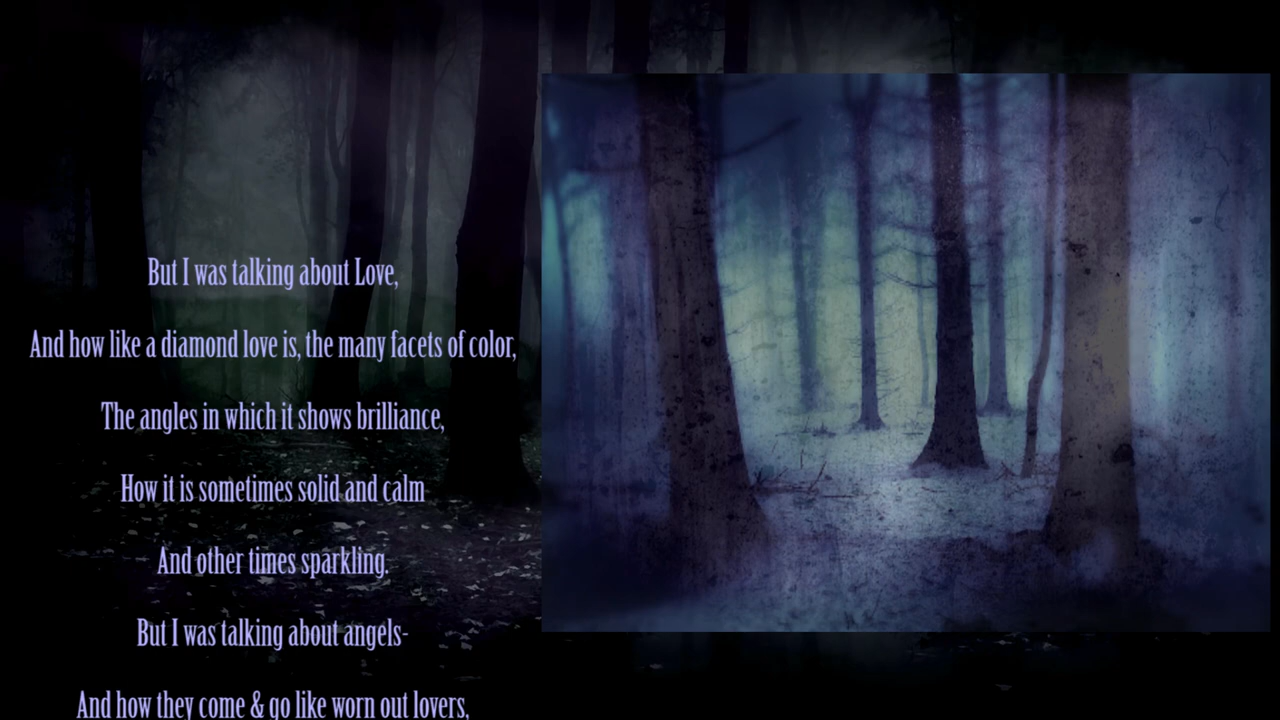 But I was talking about Love,
And how like a diamond love is, the many facets of color,
The angles in which it shows brilliance,
How it is sometimes solid and calm
And other times sparkling.
But I was talking about angels-
And how they come & go like worn out lovers,